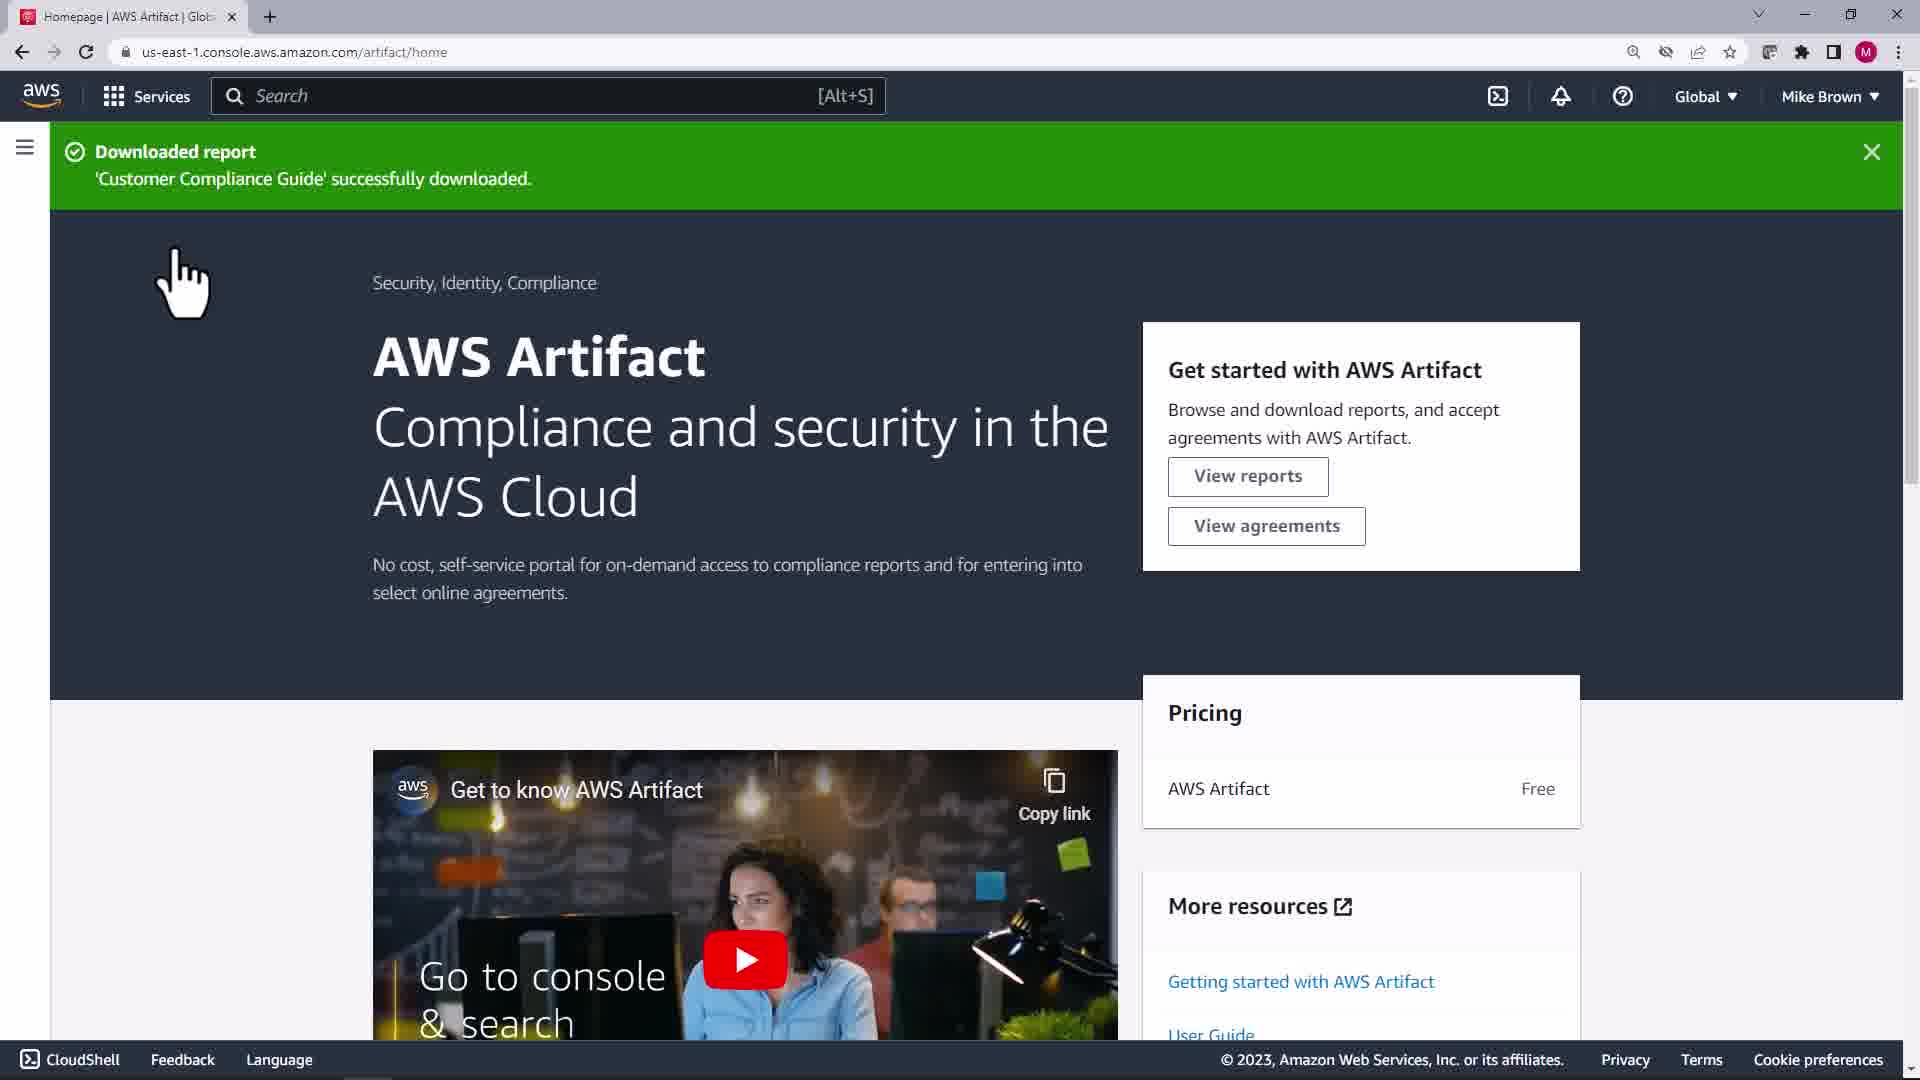 Homepage | AWS Artifact | Glob
us-east-1.console.aws.amazon.com/artifact/home
M
aws
Services
Search
[Alt+S]
Global
Mike Brown
Downloaded report
'Customer Compliance Guide' successfully downloaded.
Security, Identity, Compliance
AWS Artifact
Compliance and security in the
AWS Cloud
No cost, self-service portal for on-demand access to compliance reports and for entering into
select online agreements.
Get started with AWS Artifact
Browse and download reports, and accept
agreements with AWS Artifact.
View reports
View agreements
Pricing
AWS Artifact
Free
aws
Get to know AWS Artifact
Copy link
Go to console
& search
More resources
Getting started with AWS Artifact
User Guide
CloudShell
Feedback
Language
© 2023, Amazon Web Services, Inc. or its affiliates.
Privacy
Terms
Cookie preferences